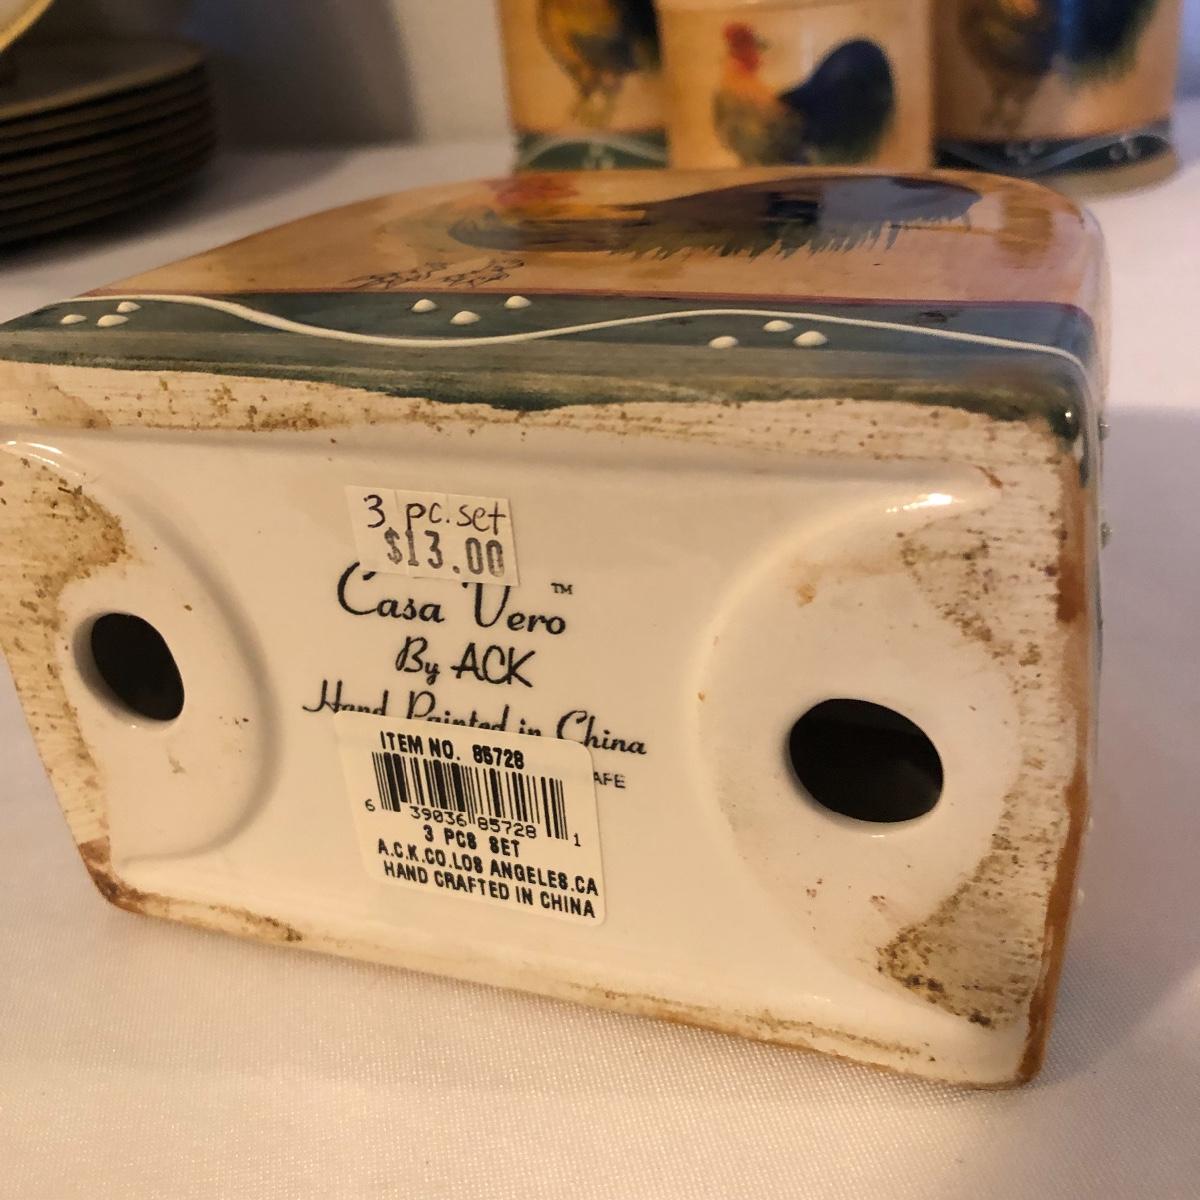 3 pc. set
$13.00
Casa Vero™
By ACK
Hand Painted in China
AFE
ITEM NO. 85728
6 39036 85728 1
3 PCS SET
A.C.K.CO.LOS ANGELES.CA
HAND CRAFTED IN CHINA